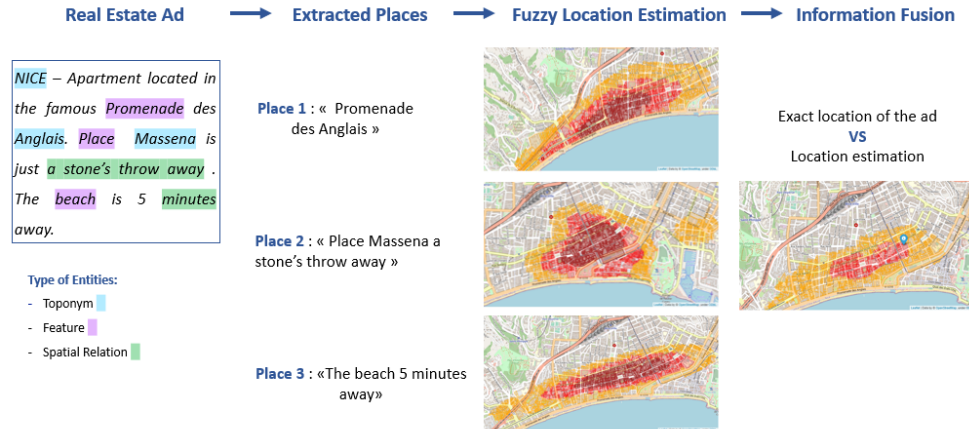 Real Estate Ad
Extracted Places
Fuzzy Location Estimation
Information Fusion
NICE – Apartment located in
the famous Promenade des
Anglais. Place Massena is
just a stone's throw away .
The beach is 5 minutes
away.
Type of Entities:
- Toponym
- Feature
- Spatial Relation
Place 1 : « Promenade
des Anglais »
Place 2 : « Place Massena a
stone's throw away »
Place 3 : «The beach 5 minutes
away»
Exact location of the ad
VS
Location estimation